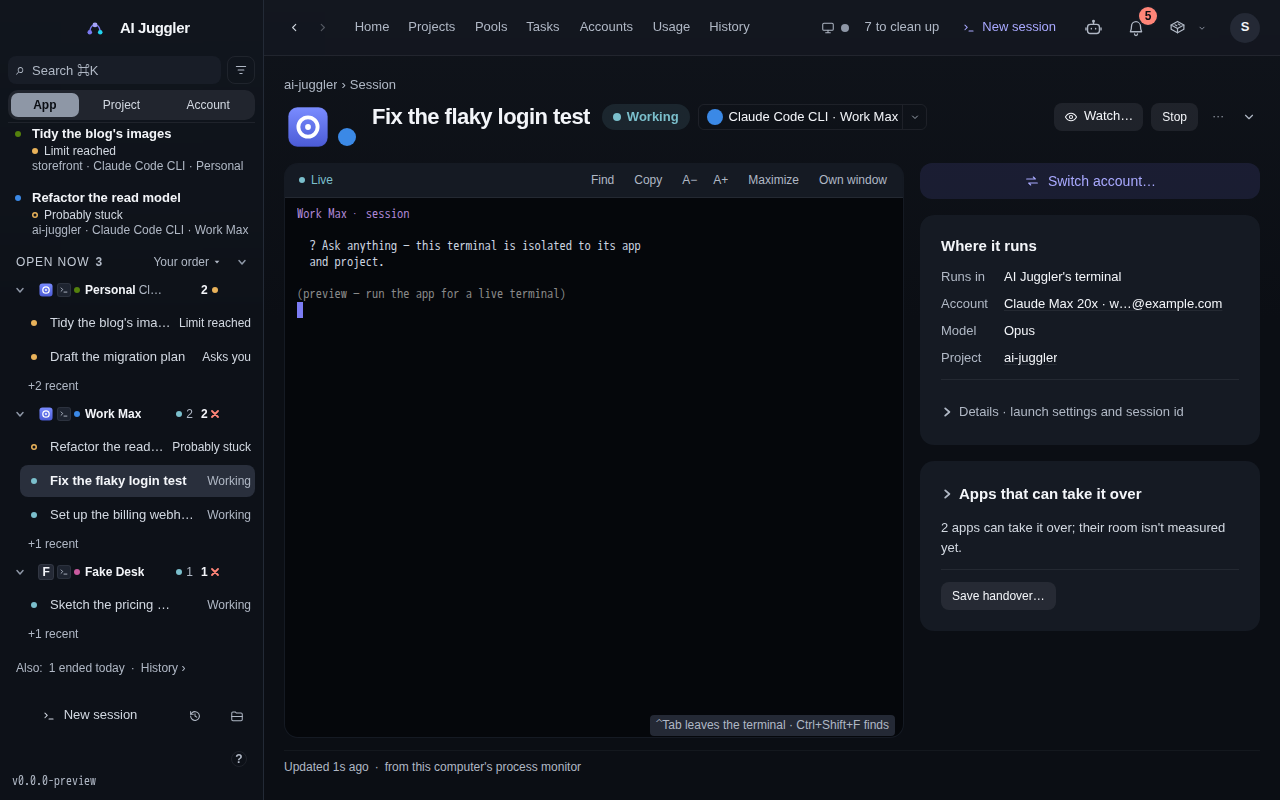 AI Juggler
Search ⌘K
App Project Account
Tidy the blog's images
Limit reached
storefront · Claude Code CLI · Personal
Refactor the read model
Probably stuck
ai-juggler · Claude Code CLI · Work Max
OPEN NOW 3 Your order
Personal Cl… 2
Tidy the blog's ima… Limit reached
Draft the migration plan Asks you
+2 recent
Work Max 2 2
Refactor the read… Probably stuck
Fix the flaky login test Working
Set up the billing webh… Working
+1 recent
F Fake Desk 1 1
Sketch the pricing … Working
+1 recent
Also: 1 ended today · History ›
New session
?
v0.0.0-preview
Home Projects Pools Tasks Accounts Usage History
7 to clean up
New session
5
S
ai-juggler › Session
Fix the flaky login test
Working
Claude Code CLI · Work Max
Watch…
Stop
Live
Find Copy A− A+ Maximize Own window
Work Max · session
? Ask anything — this terminal is isolated to its app
and project.
(preview — run the app for a live terminal)
^Tab leaves the terminal · Ctrl+Shift+F finds
Switch account…
Where it runs
Runs in AI Juggler's terminal
Account Claude Max 20x · w…@example.com
Model Opus
Project ai-juggler
Details · launch settings and session id
Apps that can take it over
2 apps can take it over; their room isn't measured
yet.
Save handover…
Updated 1s ago · from this computer's process monitor